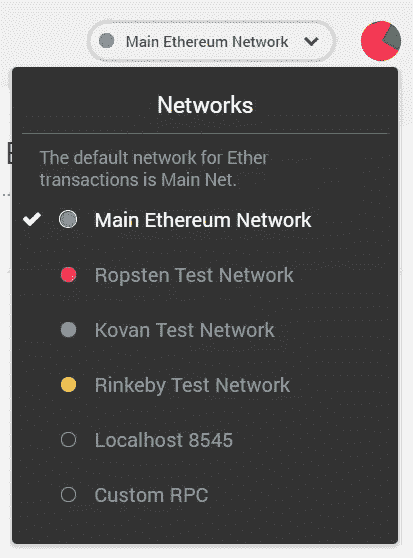 Main Ethereum Network
Networks
The default network for Ether
transactions is Main Net.
Main Ethereum Network
Ropsten Test Network
Kovan Test Network
Rinkeby Test Network
Localhost 8545
Custom RPC